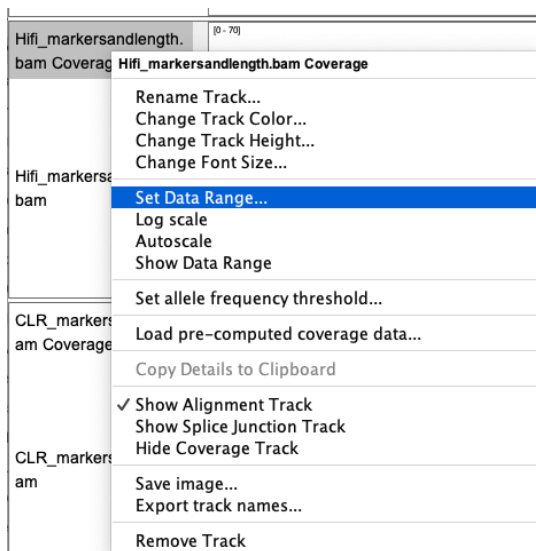 Hifi_markersandlength.
bam Coverag
[0 - 70]
Hifi_markersandlength.bam Coverage
Rename Track...
Change Track Color...
Change Track Height...
Change Font Size...
Hifi_markersa
bam
Set Data Range...
Log scale
Autoscale
Show Data Range
Set allele frequency threshold...
CLR_markers
am Coverage
Load pre-computed coverage data...
Copy Details to Clipboard
✓ Show Alignment Track
Show Splice Junction Track
Hide Coverage Track
CLR_markers
am
Save image...
Export track names...
Remove Track